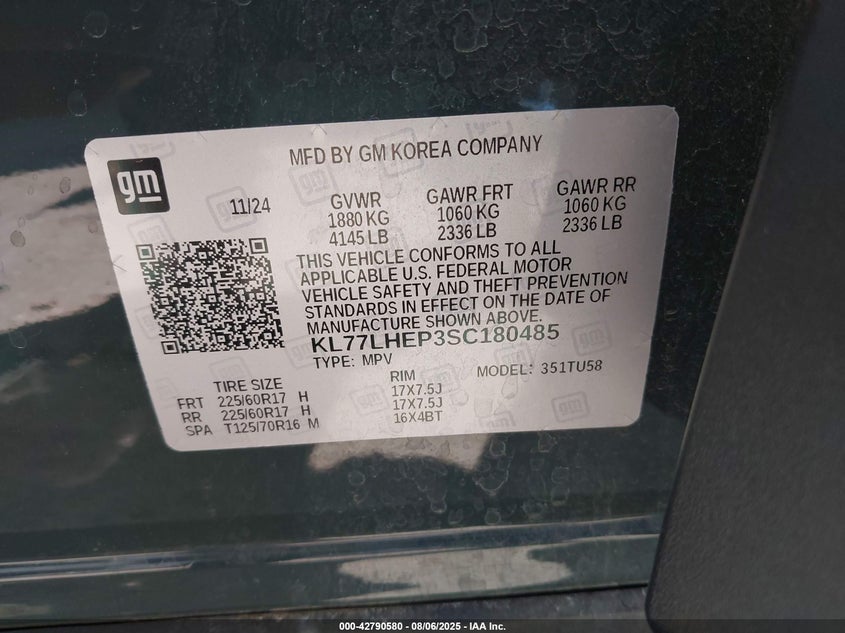 MFD BY GM KOREA COMPANY
gm
11/24
GVWR GAWR FRT GAWR RR
1880 KG 1060 KG 1060 KG
4145 LB 2336 LB 2336 LB
THIS VEHICLE CONFORMS TO ALL
APPLICABLE U.S. FEDERAL MOTOR
VEHICLE SAFETY AND THEFT PREVENTION
STANDARDS IN EFFECT ON THE DATE OF
MANUFACTURE SHOWN ABOVE.
KL77LHEP3SC180485
TYPE: MPV MODEL: 351TU58
TIRE SIZE RIM
FRT 225/60R17 H 17X7.5J
RR 225/60R17 H 17X7.5J
SPA T125/70R16 M 16X4BT
000-42790580 - 08/06/2025 - IAA Inc.